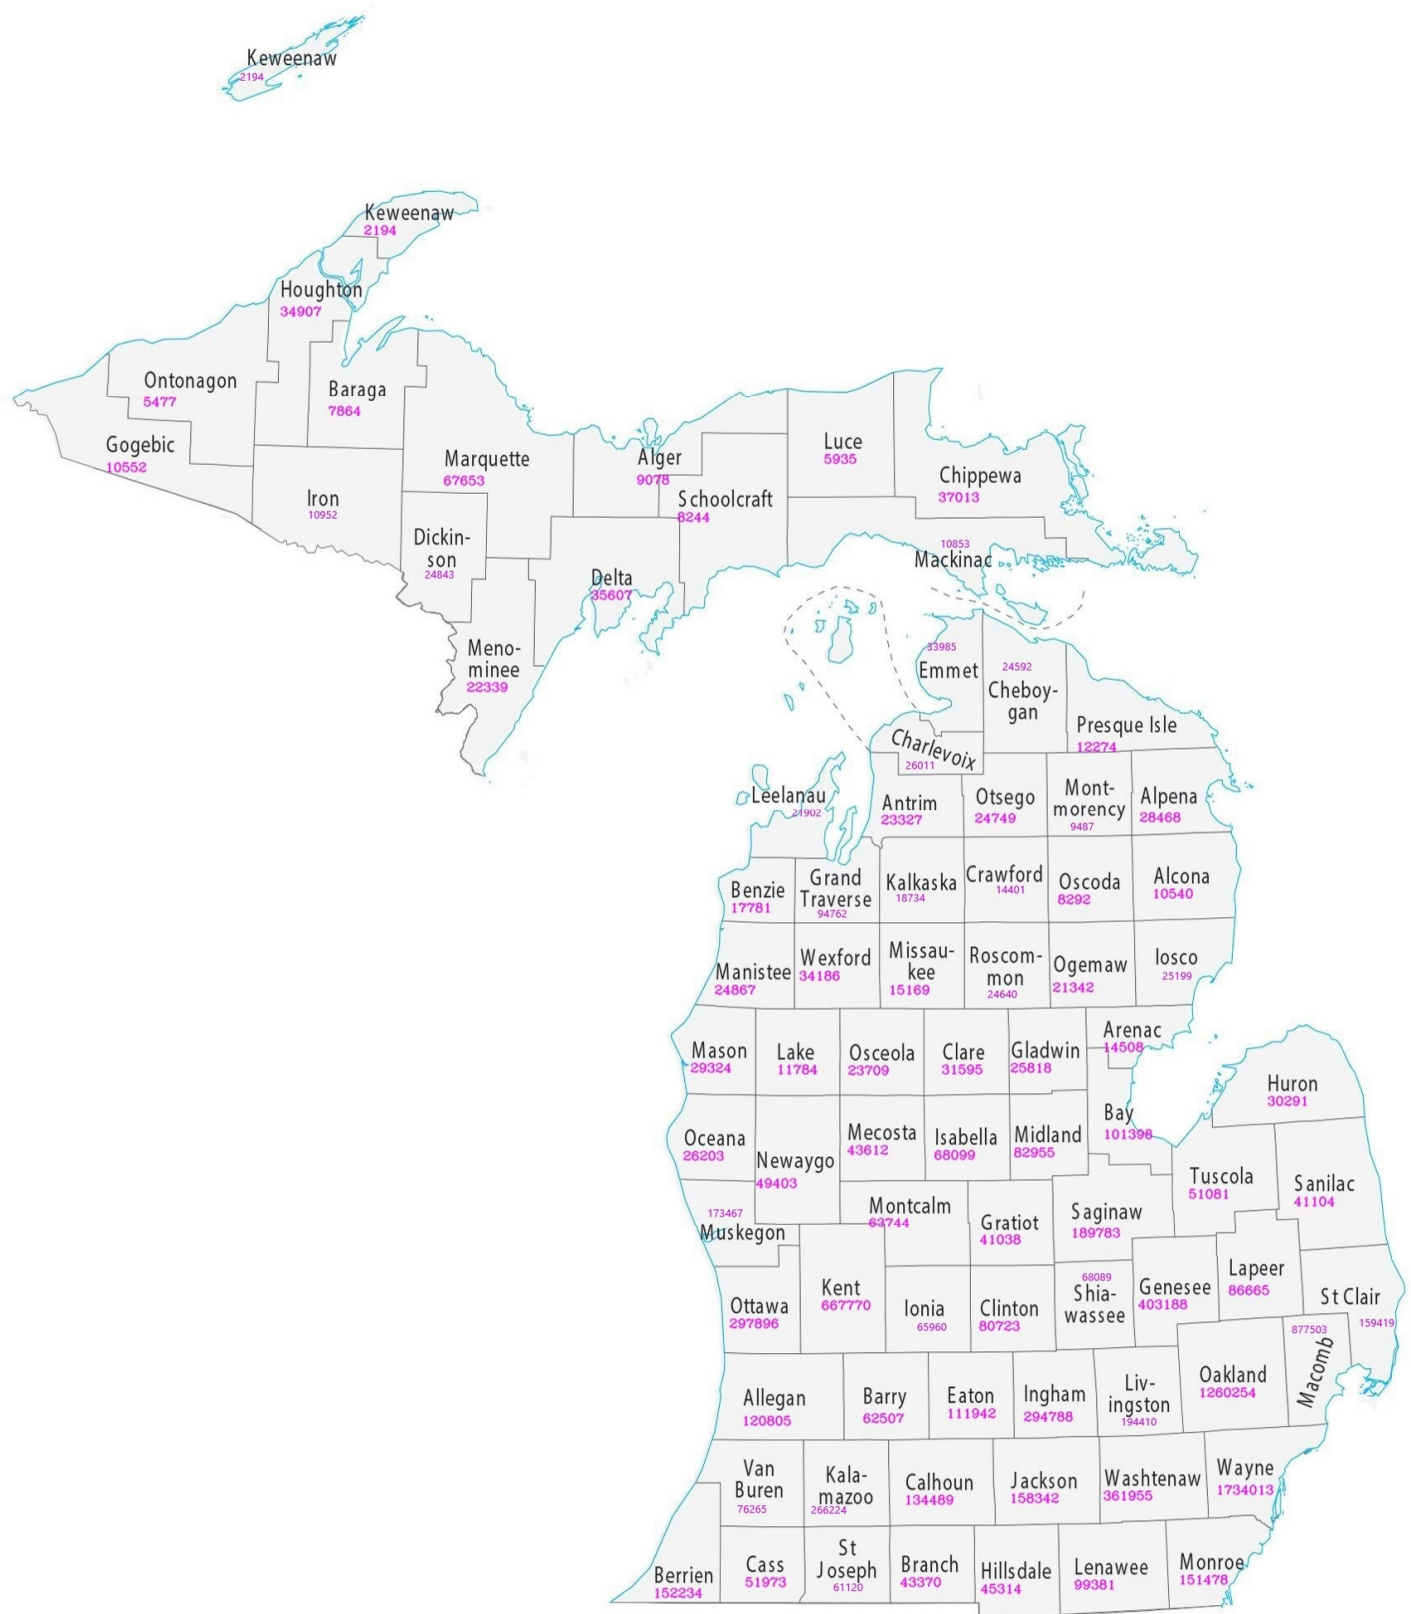 Keweenaw
2194
Keweenaw
2194
Houghton
34907
Ontonagon
5477
Baraga
7864
Gogebic
10552
Iron
10952
Marquette
67653
Dickin-
son
24843
Alger
9078
Schoolcraft
8244
Luce
5935
Chippewa
37013
10853
Mackinac
Delta
35607
Meno-
minee
22339
33985
Emmet
24592
Cheboy-
gan
Presque Isle
12274
Charlevoix
26011
Leelanau
21902
Antrim
23327
Otsego
24749
Mont-
morency
9487
Alpena
28468
Benzie
17781
Grand
Traverse
94762
Kalkaska
18734
Crawford
14401
Oscoda
8292
Alcona
10540
Manistee
24867
Wexford
34186
Missau-
kee
15169
Roscom-
mon
24640
Ogemaw
21342
Iosco
25199
Mason
29324
Lake
11784
Osceola
23709
Clare
31595
Gladwin
25818
Arenac
14508
Huron
30291
Oceana
26203
Newaygo
49403
Mecosta
43612
Isabella
68099
Midland
82955
Bay
101398
Tuscola
51081
Sanilac
41104
173467
Muskegon
Montcalm
63744
Gratiot
41038
Saginaw
189783
Ottawa
297896
Kent
667770
Ionia
65960
Clinton
80723
68089
Shia-
wassee
Genesee
403188
Lapeer
86665
St Clair
159419
Allegan
120805
Barry
62507
Eaton
111942
Ingham
294788
Liv-
ingston
194410
Oakland
1260254
877503
Macomb
Van
Buren
76265
Kala-
mazoo
266224
Calhoun
134489
Jackson
158342
Washtenaw
361955
Wayne
1734013
Berrien
152234
Cass
51973
St
Joseph
61120
Branch
43370
Hillsdale
45314
Lenawee
99381
Monroe
151478